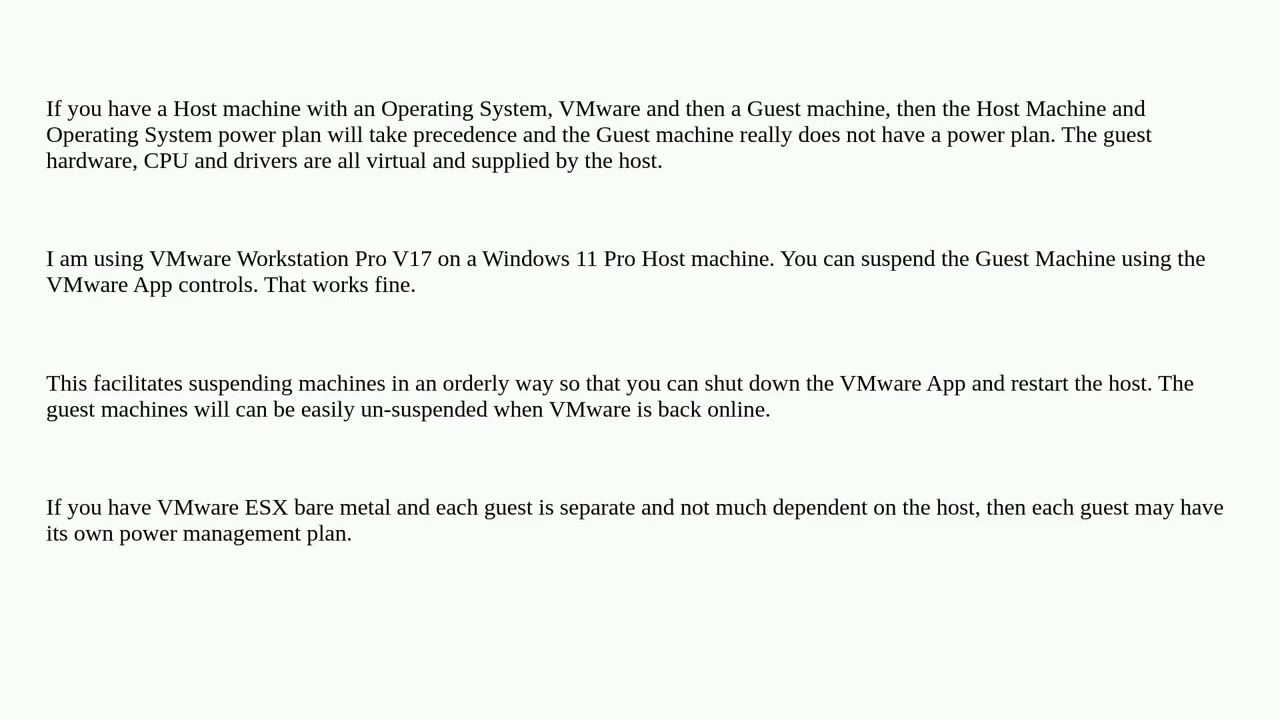 If you have a Host machine with an Operating System, VMware and then a Guest machine, then the Host Machine and
Operating System power plan will take precedence and the Guest machine really does not have a power plan. The guest
hardware, CPU and drivers are all virtual and supplied by the host.
I am using VMware Workstation Pro V17 on a Windows 11 Pro Host machine. You can suspend the Guest Machine using the
VMware App controls. That works fine.
This facilitates suspending machines in an orderly way so that you can shut down the VMware App and restart the host. The
guest machines will can be easily un-suspended when VMware is back online.
If you have VMware ESX bare metal and each guest is separate and not much dependent on the host, then each guest may have
its own power management plan.